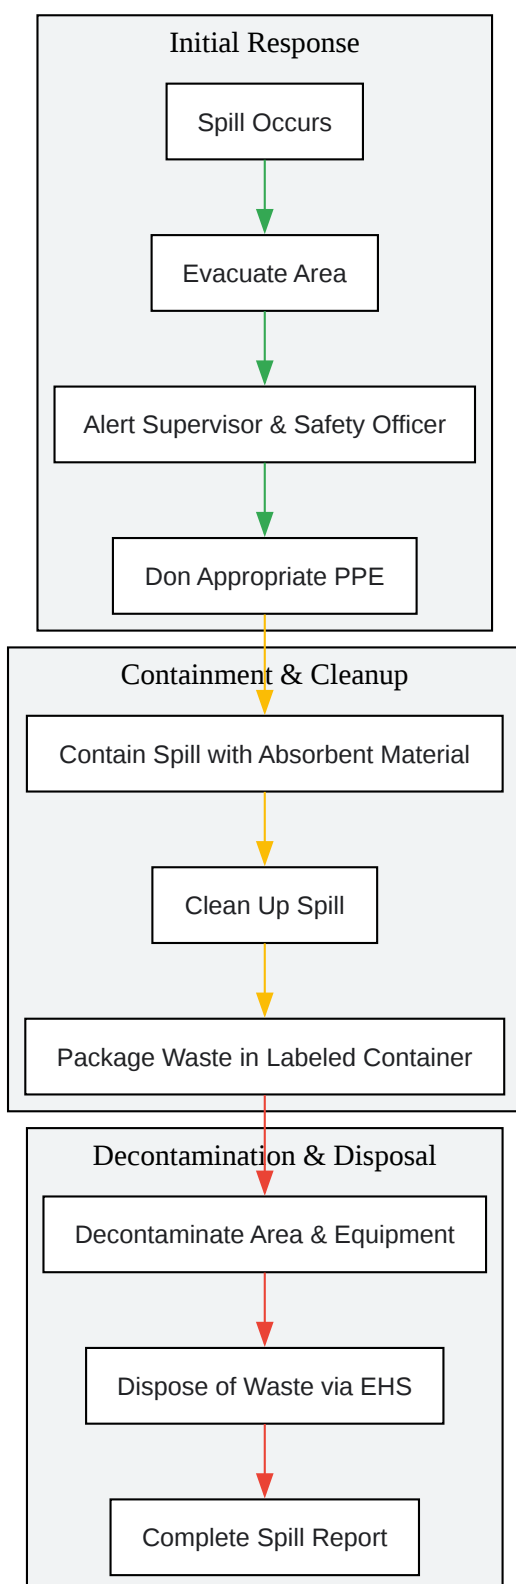 Initial Response
Spill Occurs
Evacuate Area
Alert Supervisor & Safety Officer
Don Appropriate PPE
Containment & Cleanup
Contain Spill with Absorbent Material
Clean Up Spill
Package Waste in Labeled Container
Decontamination & Disposal
Decontaminate Area & Equipment
Dispose of Waste via EHS
Complete Spill Report